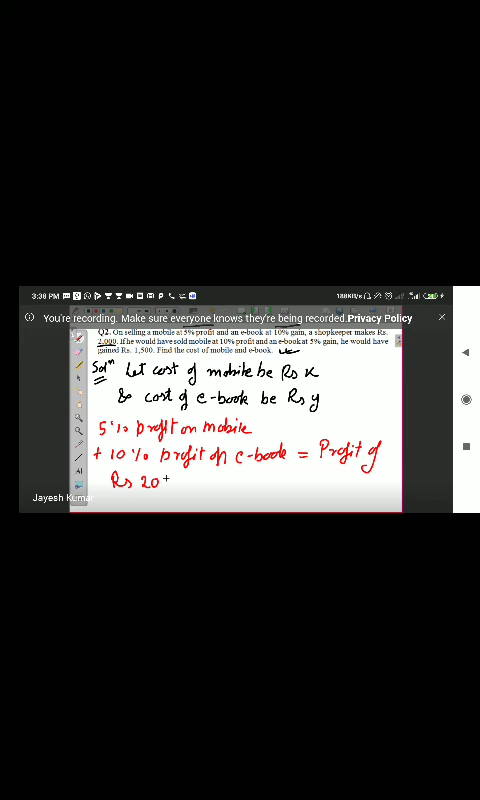 3:38 PM
188KB/s
You're recording. Make sure everyone knows they're being recorded. Privacy Policy
Q2. On selling a mobile at 5% profit and an e-book at 10% gain, a shopkeeper makes Rs.
2,000. If he would have sold mobile at 10% profit and an e-book at 5% gain, he would have
gained Rs. 1,500. Find the cost of mobile and e-book.
Solⁿ Let cost of mobile be Rs x
& cost of e-book be Rs y
5% profit on mobile
+ 10% profit on e-book = Profit of
Rs 20
Jayesh Kumar